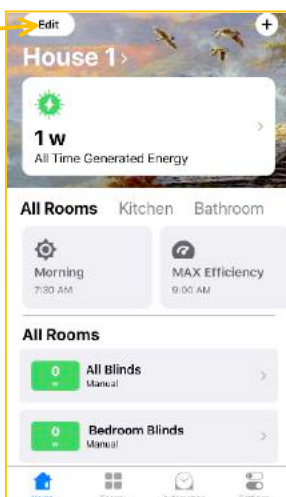 Edit
+
House 1 >
1 w
All Time Generated Energy
All Rooms Kitchen Bathroom
Morning
7:30 AM
MAX Efficiency
9:00 AM
All Rooms
0
w
All Blinds
Manual
0
w
Bedroom Blinds
Manual